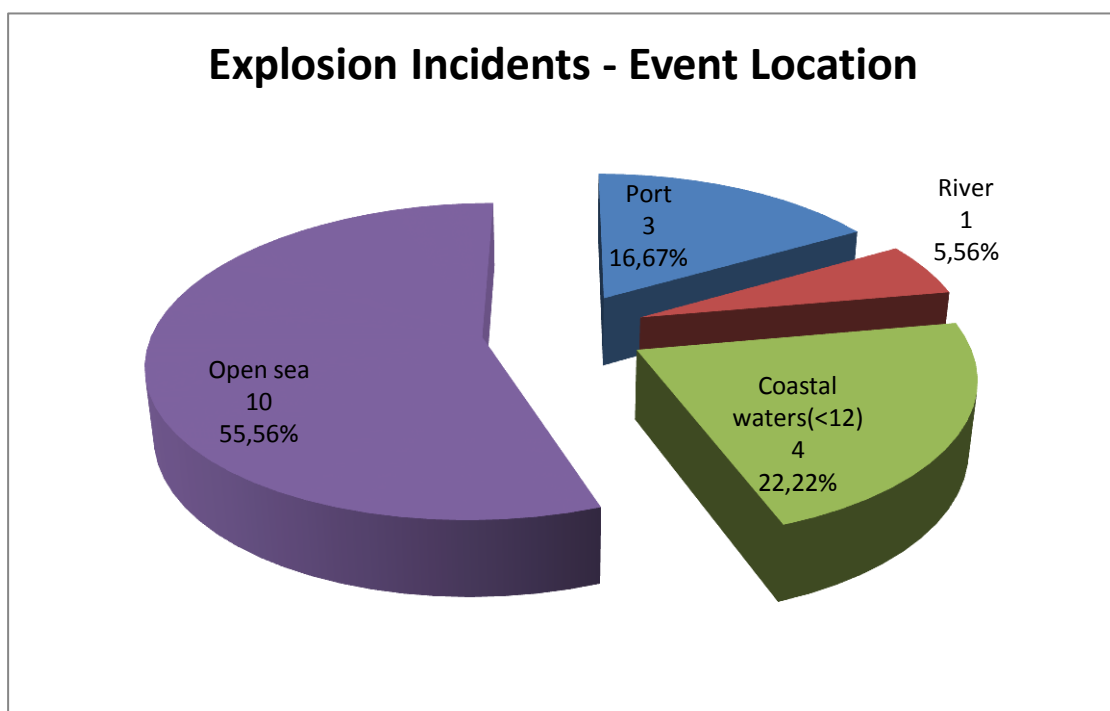 Explosion Incidents - Event Location
Port
3
16,67%
River
1
5,56%
Open sea
10
55,56%
Coastal
waters(<12)
4
22,22%